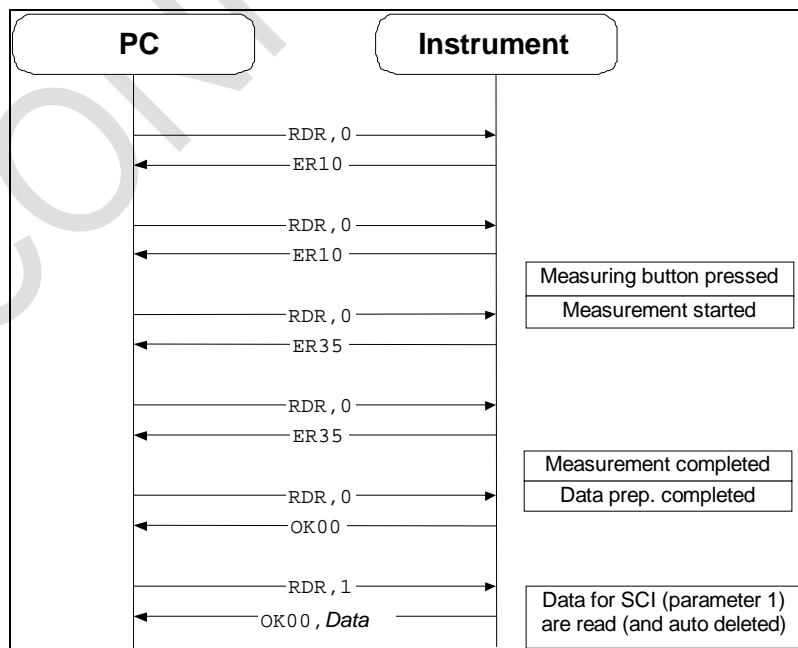 PC
Instrument
RDR,0
ER10
RDR,0
ER10
Measuring button pressed
Measurement started
RDR,0
ER35
RDR,0
ER35
Measurement completed
Data prep. completed
RDR,0
OK00
RDR,1
OK00,Data
Data for SCI (parameter 1)
are read (and auto deleted)